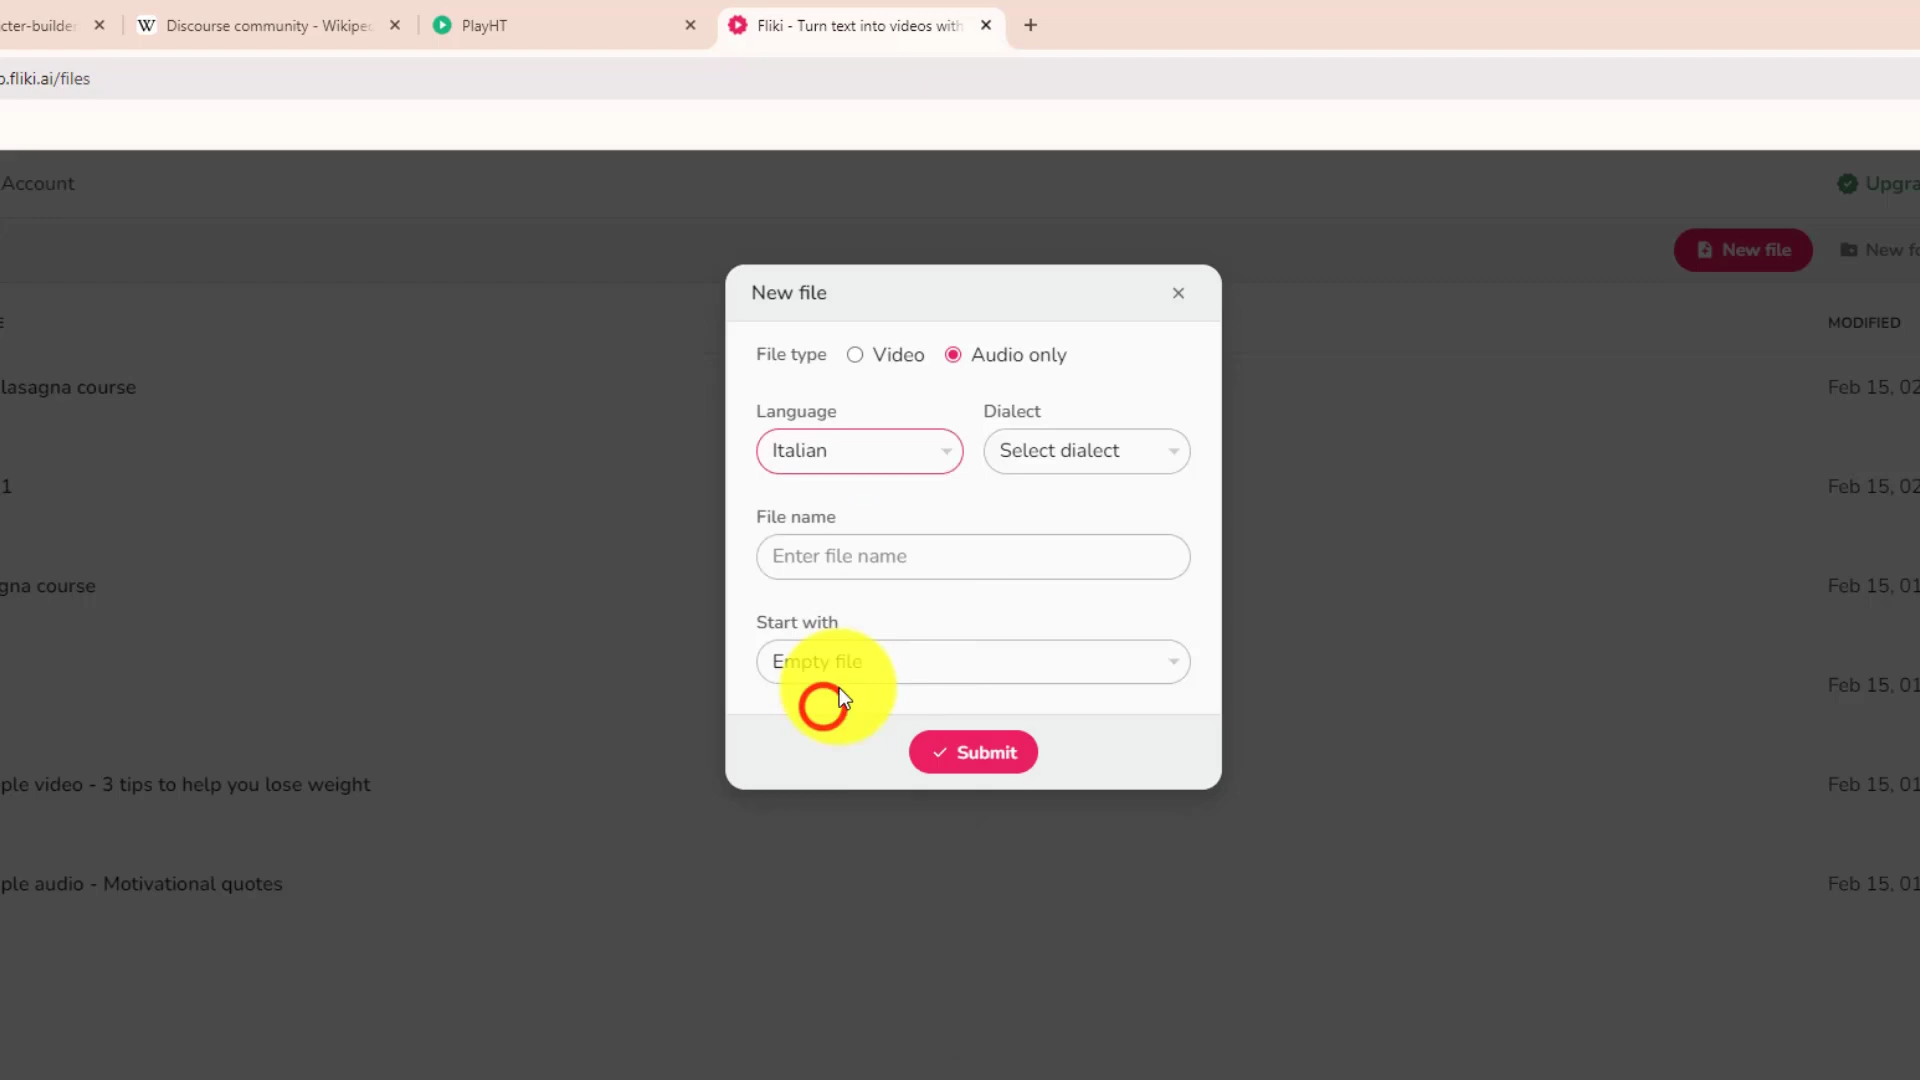 cter-builder
W Discourse community - Wikipec
PlayHT
Fliki - Turn text into videos with
o.fliki.ai/files
Account
Upgra
New file
New fo
New file
MODIFIED
File type Video Audio only
lasagna course
Feb 15, 02
Language Dialect
Italian Select dialect
1
Feb 15, 02
File name
Enter file name
gna course
Feb 15, 01
Start with
Empty file
Feb 15, 01
Submit
ple video - 3 tips to help you lose weight
Feb 15, 01
ple audio - Motivational quotes
Feb 15, 01